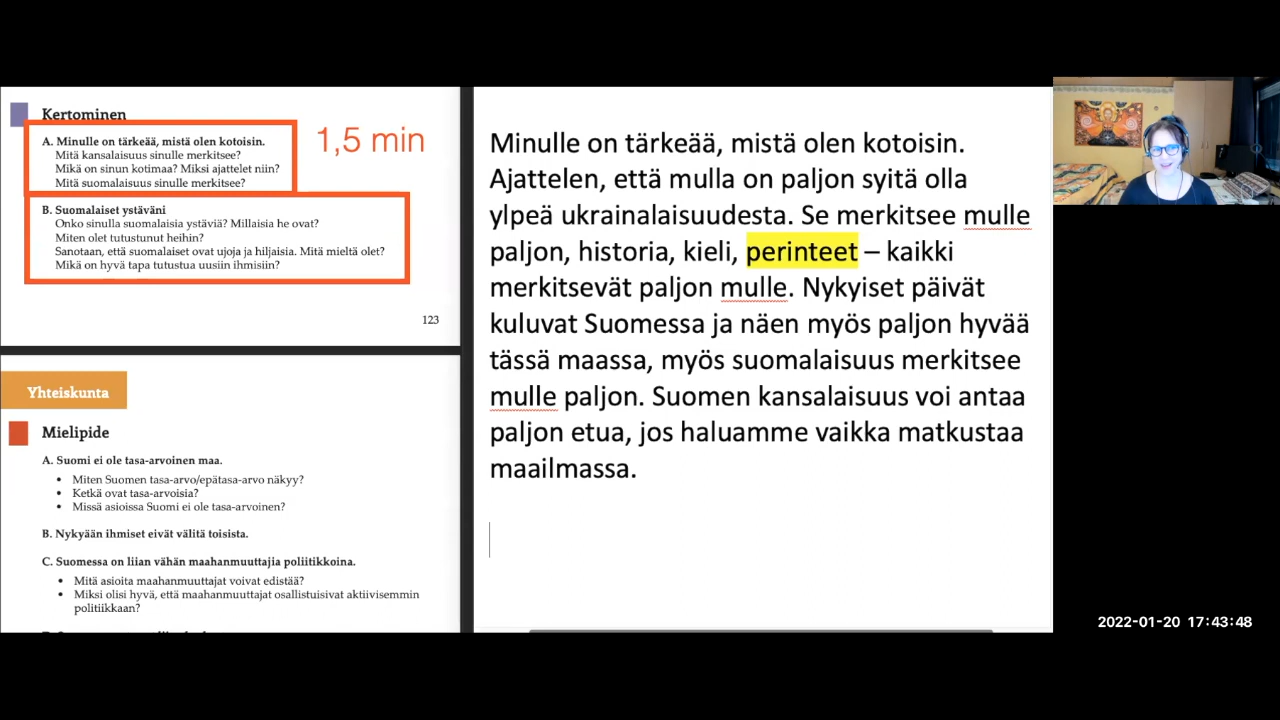 Kertominen
A. Minulle on tärkeää, mistä olen kotoisin.
Mitä kansalaisuus sinulle merkitsee?
Mikä on sinun kotimaa? Miksi ajattelet niin?
Mitä suomalaisuus sinulle merkitsee?
1,5 min
B. Suomalaiset ystäväni
Onko sinulla suomalaisia ystäviä? Millaisia he ovat?
Miten olet tutustunut heihin?
Sanotaan, että suomalaiset ovat ujoja ja hiljaisia. Mitä mieltä olet?
Mikä on hyvä tapa tutustua uusiin ihmisiin?
123
Yhteiskunta
Mielipide
A. Suomi ei ole tasa-arvoinen maa.
• Miten Suomen tasa-arvo/epätasa-arvo näkyy?
• Ketkä ovat tasa-arvoisia?
• Missä asioissa Suomi ei ole tasa-arvoinen?
B. Nykyään ihmiset eivät välitä toisista.
C. Suomessa on liian vähän maahanmuuttajia poliitikkoina.
• Mitä asioita maahanmuuttajat voivat edistää?
• Miksi olisi hyvä, että maahanmuuttajat osallistuisivat aktiivisemmin
politiikkaan?
Minulle on tärkeää, mistä olen kotoisin.
Ajattelen, että mulla on paljon syitä olla
ylpeä ukrainalaisuudesta. Se merkitsee mulle
paljon, historia, kieli, perinteet – kaikki
merkitsevät paljon mulle. Nykyiset päivät
kuluvat Suomessa ja näen myös paljon hyvää
tässä maassa, myös suomalaisuus merkitsee
mulle paljon. Suomen kansalaisuus voi antaa
paljon etua, jos haluamme vaikka matkustaa
maailmassa.
2022-01-20 17:43:48